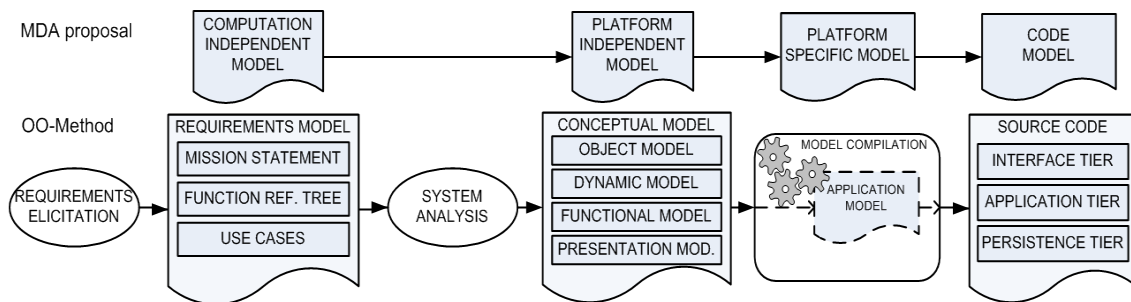 MDA proposal
COMPUTATION
INDEPENDENT
MODEL
PLATFORM
INDEPENDENT
MODEL
PLATFORM
SPECIFIC MODEL
CODE
MODEL
OO-Method
REQUIREMENTS
ELICITATION
REQUIREMENTS MODEL
MISSION STATEMENT
FUNCTION REF. TREE
USE CASES
SYSTEM
ANALYSIS
CONCEPTUAL MODEL
OBJECT MODEL
DYNAMIC MODEL
FUNCTIONAL MODEL
PRESENTATION MOD.
MODEL COMPILATION
APPLICATION
MODEL
SOURCE CODE
INTERFACE TIER
APPLICATION TIER
PERSISTENCE TIER